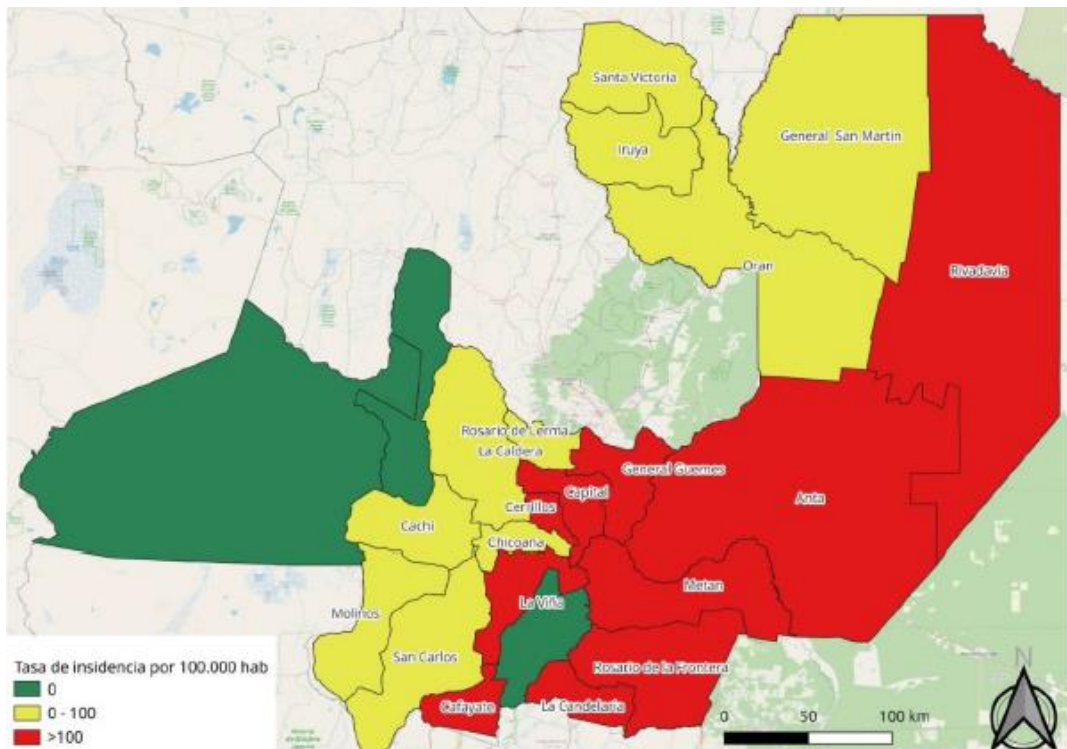 Santa Victoria
General San Martín
Iruya
Oran
Rivadavia
Rosario de Lerma
La Caldera
General Guemes
Capital
Anta
Cerrillos
Cachi
Chicoana
Metan
La Viña
Molinos
San Carlos
Rosario de la Frontera
Cafayate
La Candelaria
Tasa de insidencia por 100.000 hab
0
0 - 100
>100
N
0 50 100 km